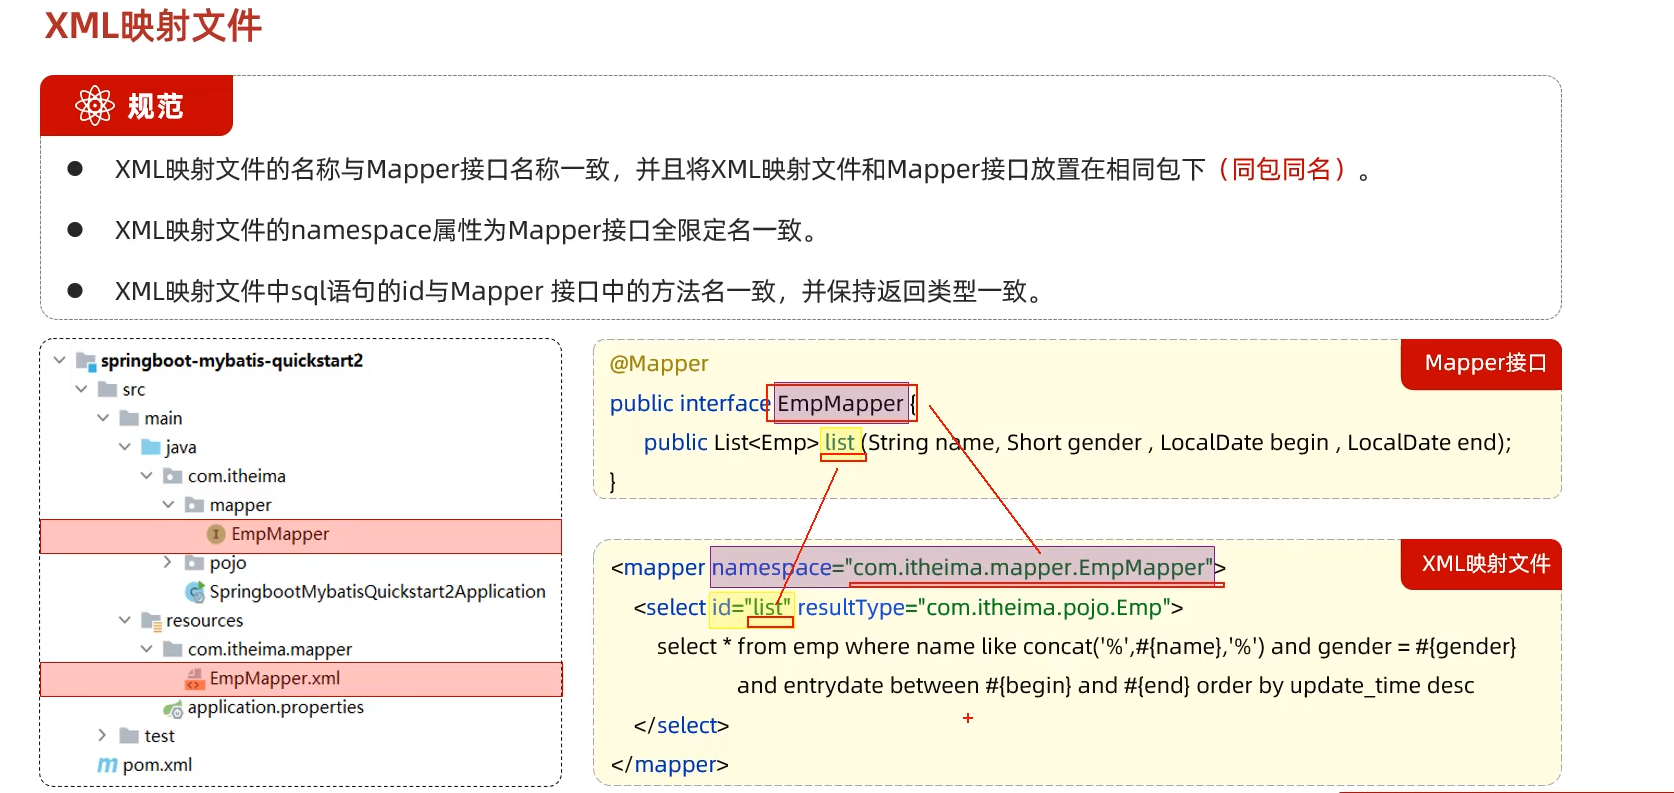 XML映射文件
规范
● XML映射文件的名称与Mapper接口名称一致，并且将XML映射文件和Mapper接口放置在相同包下（同包同名）。
● XML映射文件的namespace属性为Mapper接口全限定名一致。
● XML映射文件中sql语句的id与Mapper 接口中的方法名一致，并保持返回类型一致。
springboot-mybatis-quickstart2
src
main
java
com.itheima
mapper
EmpMapper
pojo
SpringbootMybatisQuickstart2Application
resources
com.itheima.mapper
EmpMapper.xml
application.properties
test
pom.xml
Mapper接口
@Mapper
public interface EmpMapper {
public List<Emp> list (String name, Short gender , LocalDate begin , LocalDate end);
}
XML映射文件
<mapper namespace="com.itheima.mapper.EmpMapper">
<select id="list" resultType="com.itheima.pojo.Emp">
select * from emp where name like concat('%',#{name},'%') and gender = #{gender}
and entrydate between #{begin} and #{end} order by update_time desc
</select>
</mapper>